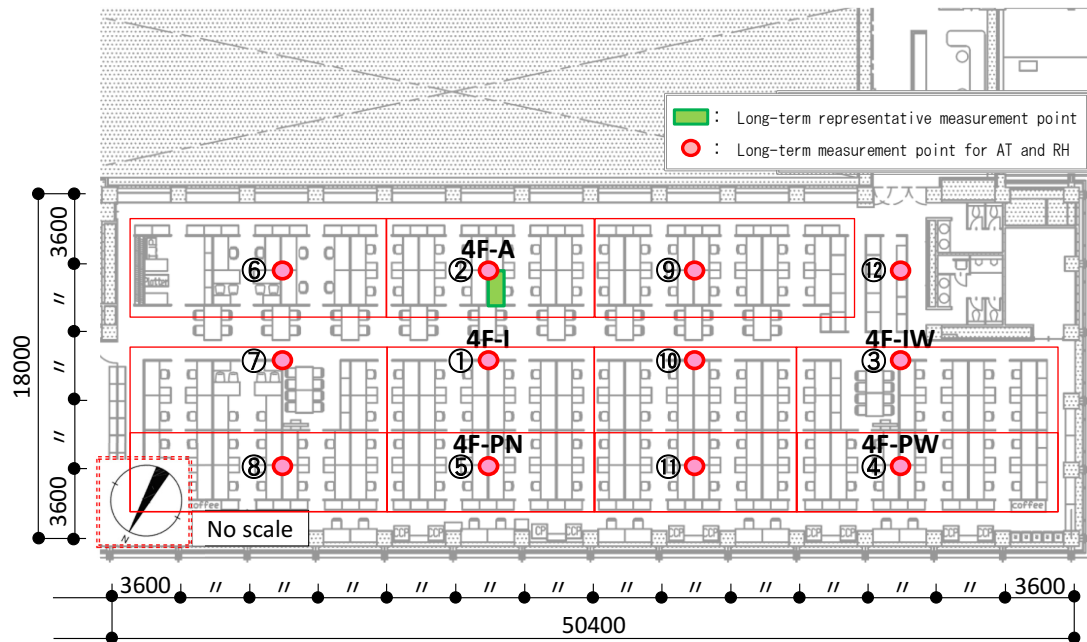 : Long-term representative measurement point
: Long-term measurement point for AT and RH
3600
〃
〃
〃
3600
18000
4F-A
⑥
②
⑨
⑫
4F-I
4F-IW
⑦
①
⑩
③
4F-PN
4F-PW
⑧
⑤
⑪
④
coffee
coffee
N
No scale
3600 〃 〃 〃 〃 〃 〃 〃 〃 〃 〃 〃 〃 3600
50400